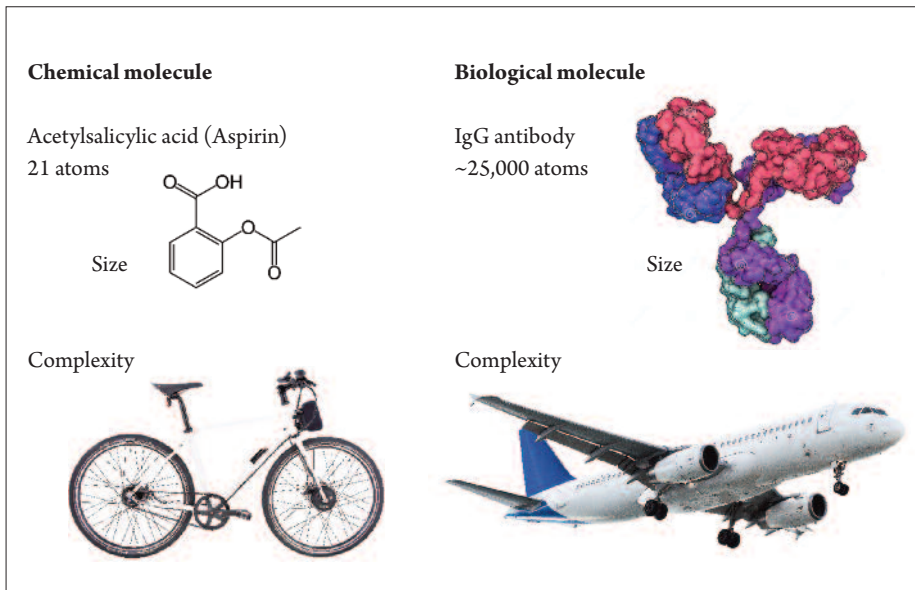 Chemical molecule
Acetylsalicylic acid (Aspirin)
21 atoms
OH
O
O
O
Size
Complexity
Biological molecule
IgG antibody
~25,000 atoms
Size
Complexity